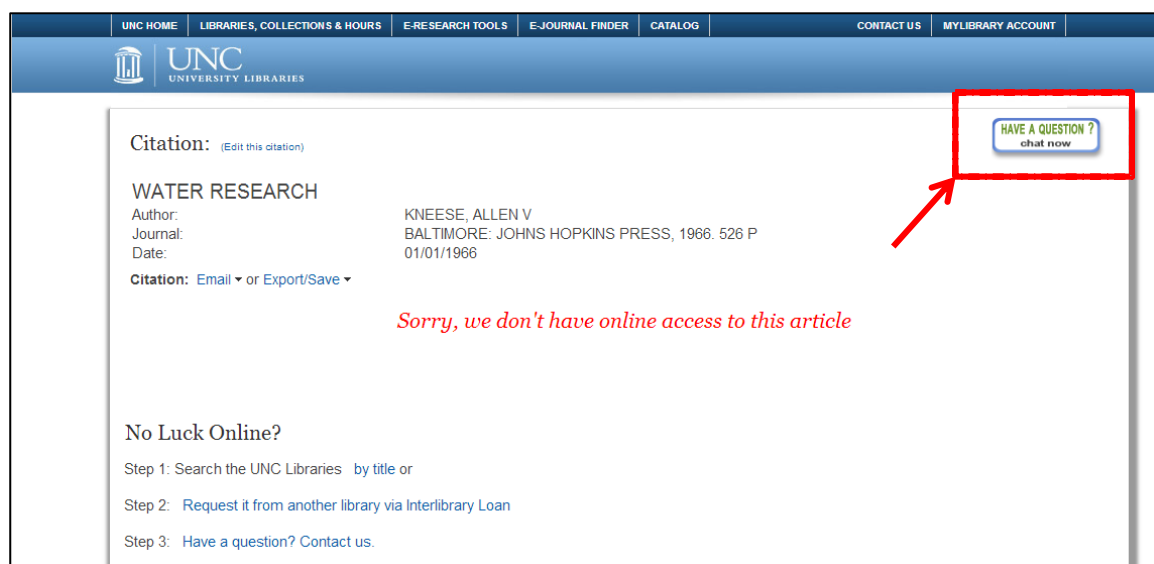 UNC HOME LIBRARIES, COLLECTIONS & HOURS E-RESEARCH TOOLS E-JOURNAL FINDER CATALOG CONTACT US MYLIBRARY ACCOUNT
UNC
UNIVERSITY LIBRARIES
HAVE A QUESTION ?
chat now
Citation: (Edit this citation)
WATER RESEARCH
Author: KNEESE, ALLEN V
Journal: BALTIMORE: JOHNS HOPKINS PRESS, 1966. 526 P
Date: 01/01/1966
Citation: Email or Export/Save
Sorry, we don't have online access to this article
No Luck Online?
Step 1: Search the UNC Libraries by title or
Step 2: Request it from another library via Interlibrary Loan
Step 3: Have a question? Contact us.